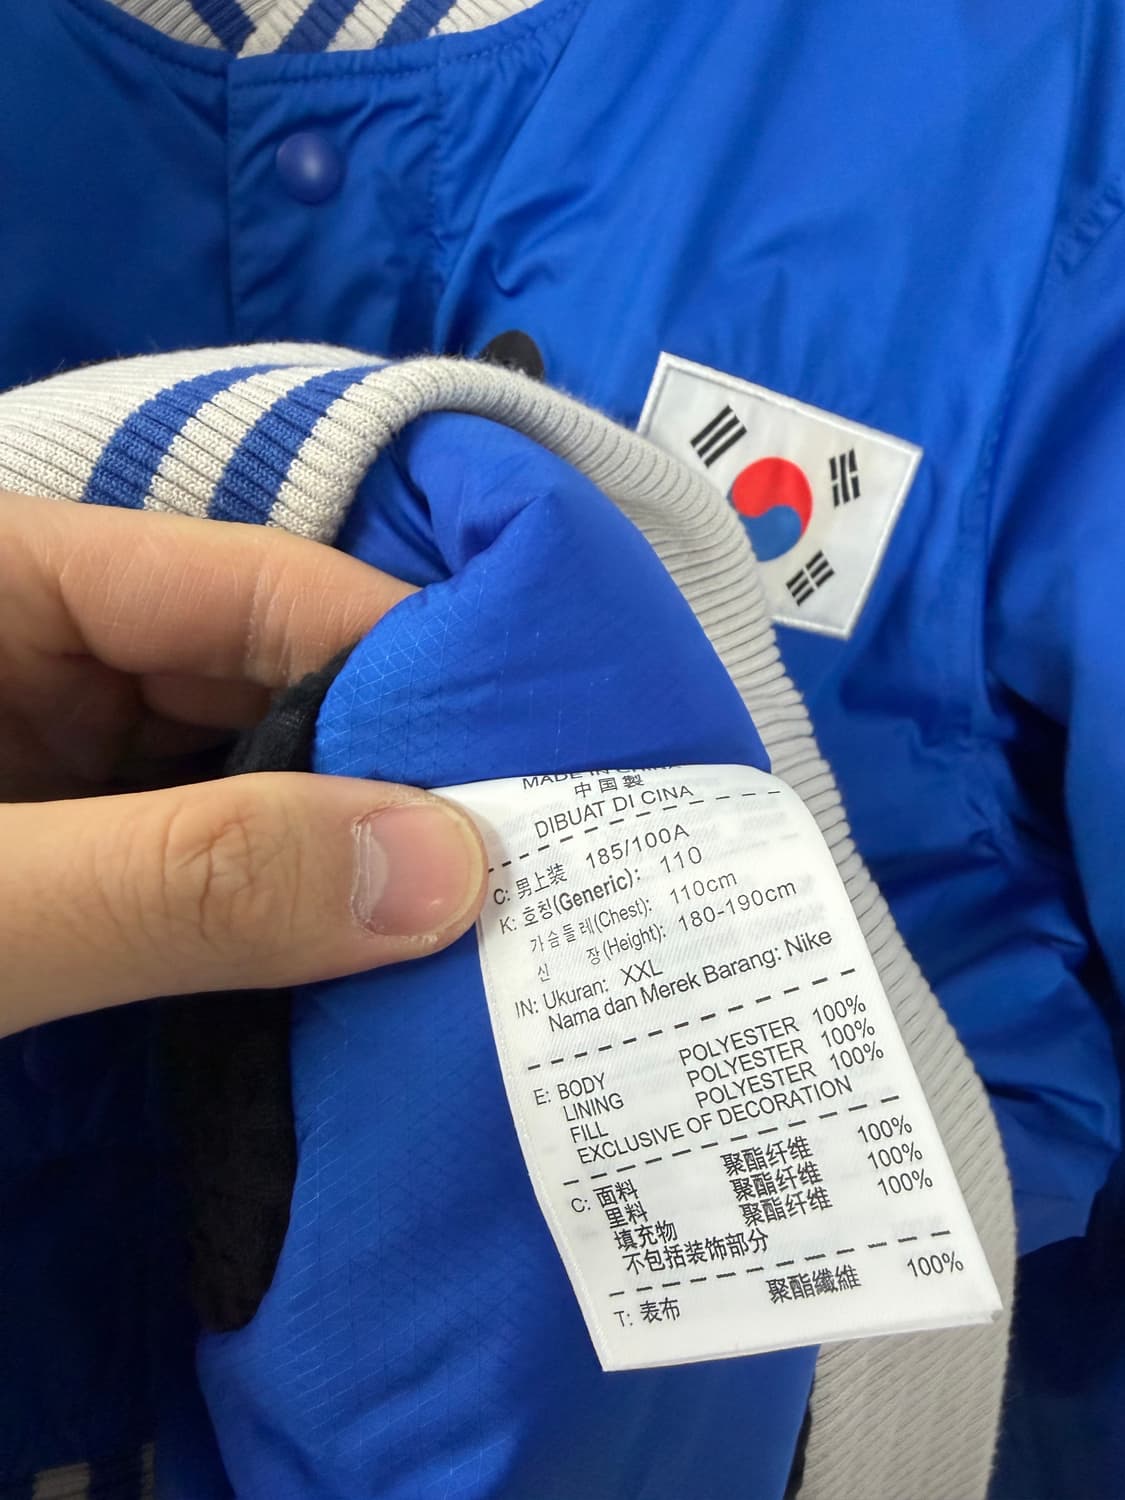 MADE IN CHINA
中国製
DIBUAT DI CINA
C: 男上装 185/100A
K: 호칭(Generic): 110
가슴둘레(Chest): 110cm
신 장(Height): 180-190cm
IN: Ukuran: XXL
Nama dan Merek Barang: Nike
E: BODY POLYESTER 100%
LINING POLYESTER 100%
FILL POLYESTER 100%
EXCLUSIVE OF DECORATION
C: 面料 聚酯纤维 100%
里料 聚酯纤维 100%
填充物 聚酯纤维 100%
不包括装饰部分
T: 表布 聚酯纖維 100%